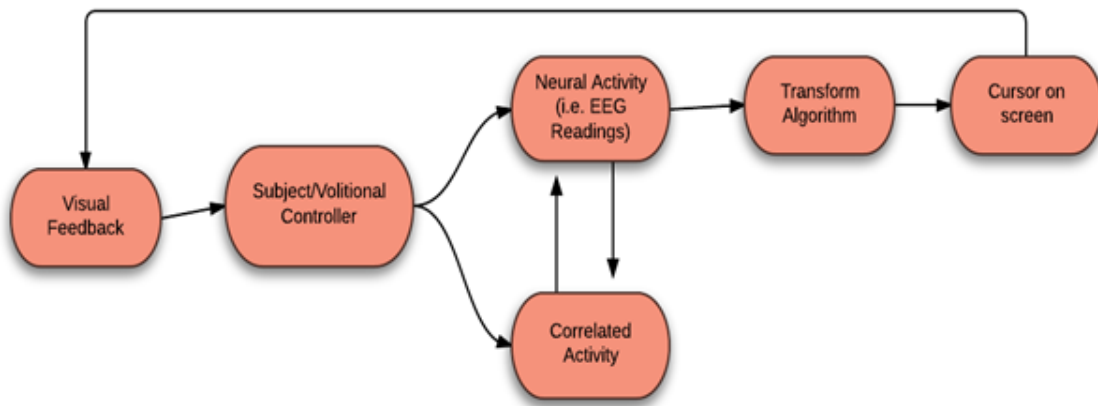 Visual
Feedback
Subject/Volitional
Controller
Neural Activity
(i.e. EEG
Readings)
Correlated
Activity
Transform
Algorithm
Cursor on
screen